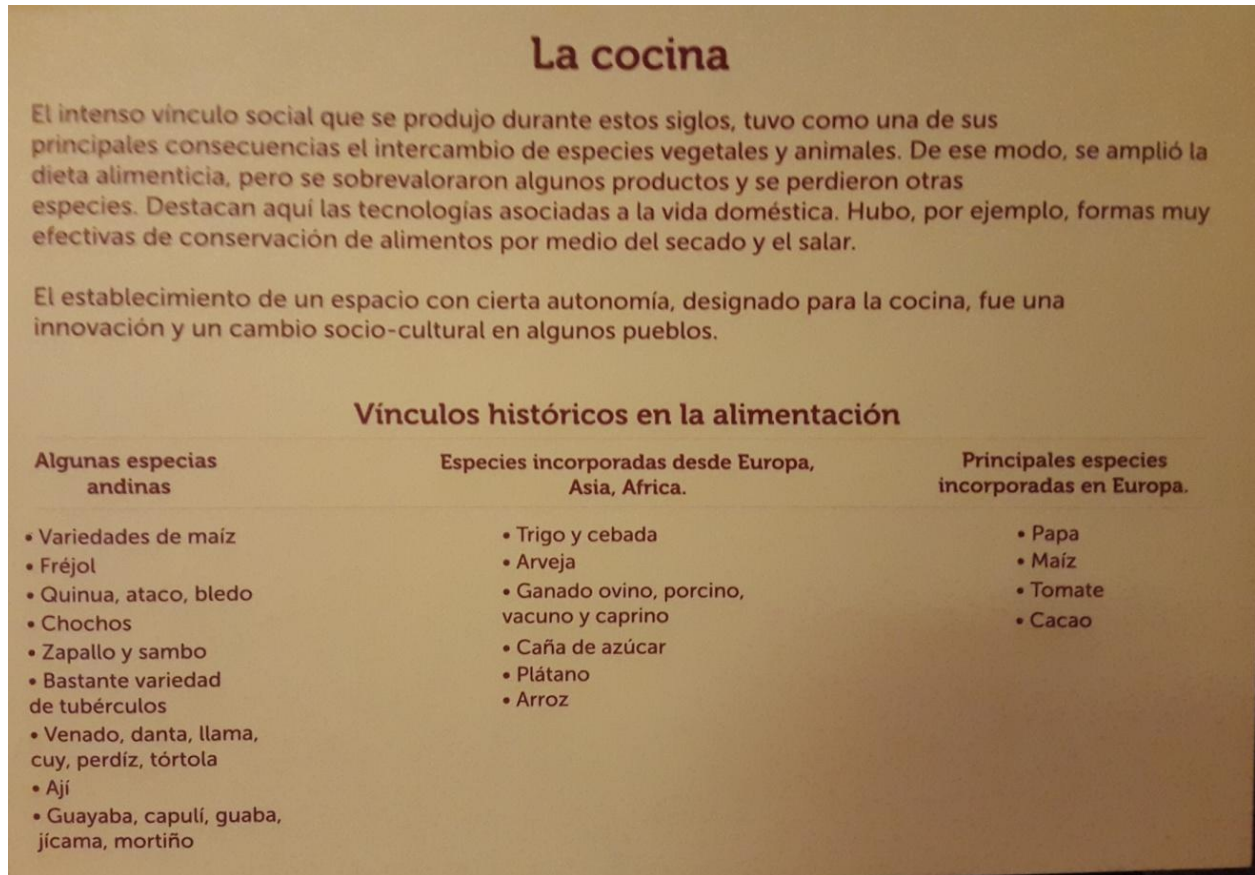 La cocina
El intenso vínculo social que se produjo durante estos siglos, tuvo como una de sus
principales consecuencias el intercambio de especies vegetales y animales. De ese modo, se amplió la
dieta alimenticia, pero se sobrevaloraron algunos productos y se perdieron otras
especies. Destacan aquí las tecnologías asociadas a la vida doméstica. Hubo, por ejemplo, formas muy
efectivas de conservación de alimentos por medio del secado y el salar.
El establecimiento de un espacio con cierta autonomía, designado para la cocina, fue una
innovación y un cambio socio-cultural en algunos pueblos.
Vínculos históricos en la alimentación
Algunas especias
andinas
• Variedades de maíz
• Fréjol
• Quinua, ataco, bledo
• Chochos
• Zapallo y sambo
• Bastante variedad
de tubérculos
• Venado, danta, llama,
cuy, perdíz, tórtola
• Ají
• Guayaba, capulí, guaba,
jícama, mortiño
Especies incorporadas desde Europa,
Asia, Africa.
• Trigo y cebada
• Arveja
• Ganado ovino, porcino,
vacuno y caprino
• Caña de azúcar
• Plátano
• Arroz
Principales especies
incorporadas en Europa.
• Papa
• Maíz
• Tomate
• Cacao